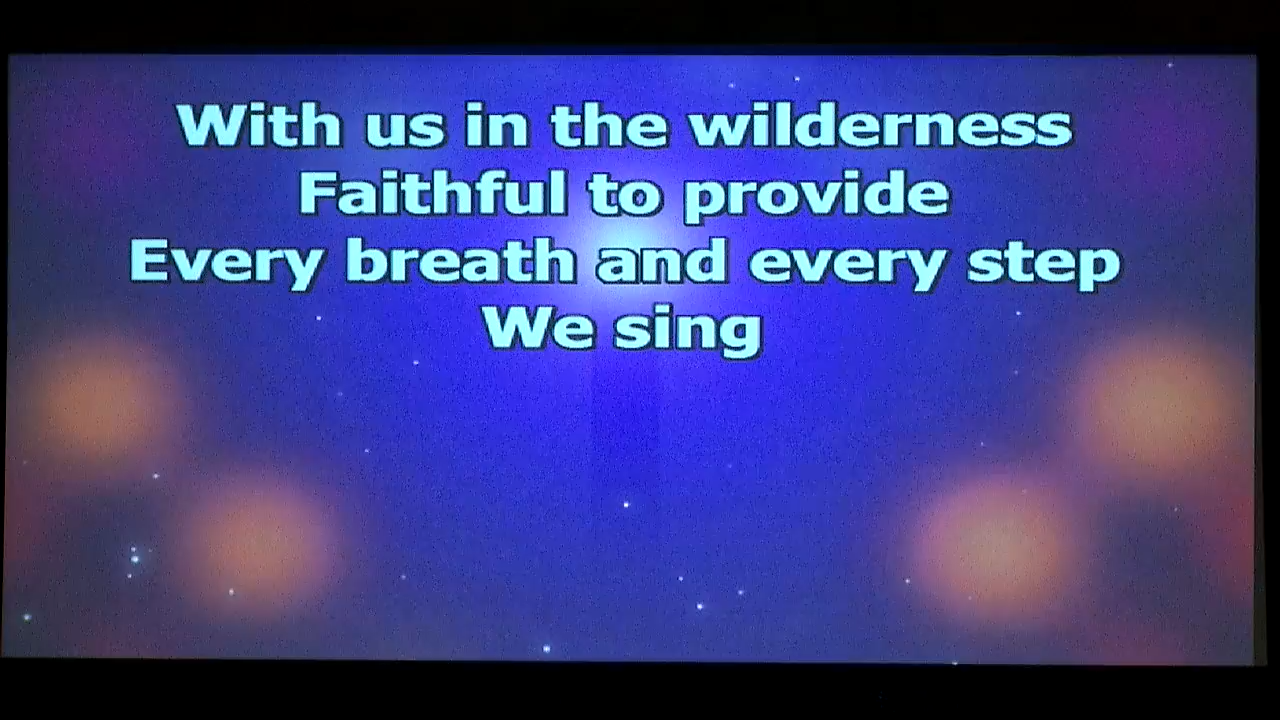 With us in the wilderness
Faithful to provide
Every breath and every step
We sing